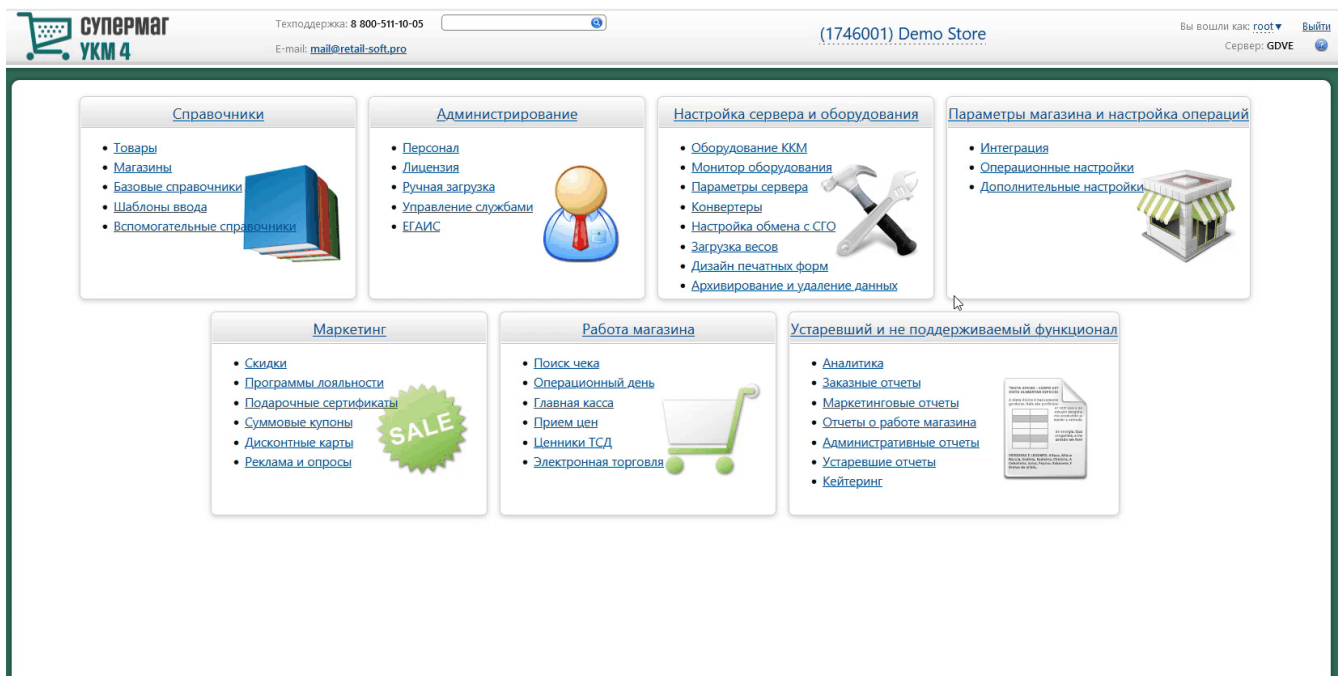 СУПЕРМАГ
УКМ 4
Техподдержка: 8 800-511-10-05
E-mail: mail@retail-soft.pro
(1746001) Demo Store
Вы вошли как: root▼ Выйти
Сервер: GDVE ?
Справочники
• Товары
• Магазины
• Базовые справочники
• Шаблоны ввода
• Вспомогательные справочники
Администрирование
• Персонал
• Лицензия
• Ручная загрузка
• Управление службами
• ЕГАИС
Настройка сервера и оборудования
• Оборудование ККМ
• Монитор оборудования
• Параметры сервера
• Конвертеры
• Настройка обмена с СГО
• Загрузка весов
• Дизайн печатных форм
• Архивирование и удаление данных
Параметры магазина и настройка операций
• Интеграция
• Операционные настройки
• Дополнительные настройки
Маркетинг
• Скидки
• Программы лояльности
• Подарочные сертификаты
• Суммовые купоны
• Дисконтные карты
• Реклама и опросы
SALE
Работа магазина
• Поиск чека
• Операционный день
• Главная касса
• Прием цен
• Ценники ТСД
• Электронная торговля
Устаревший и не поддерживаемый функционал
• Аналитика
• Заказные отчеты
• Маркетинговые отчеты
• Отчеты о работе магазина
• Административные отчеты
• Устаревшие отчеты
• Кейтеринг